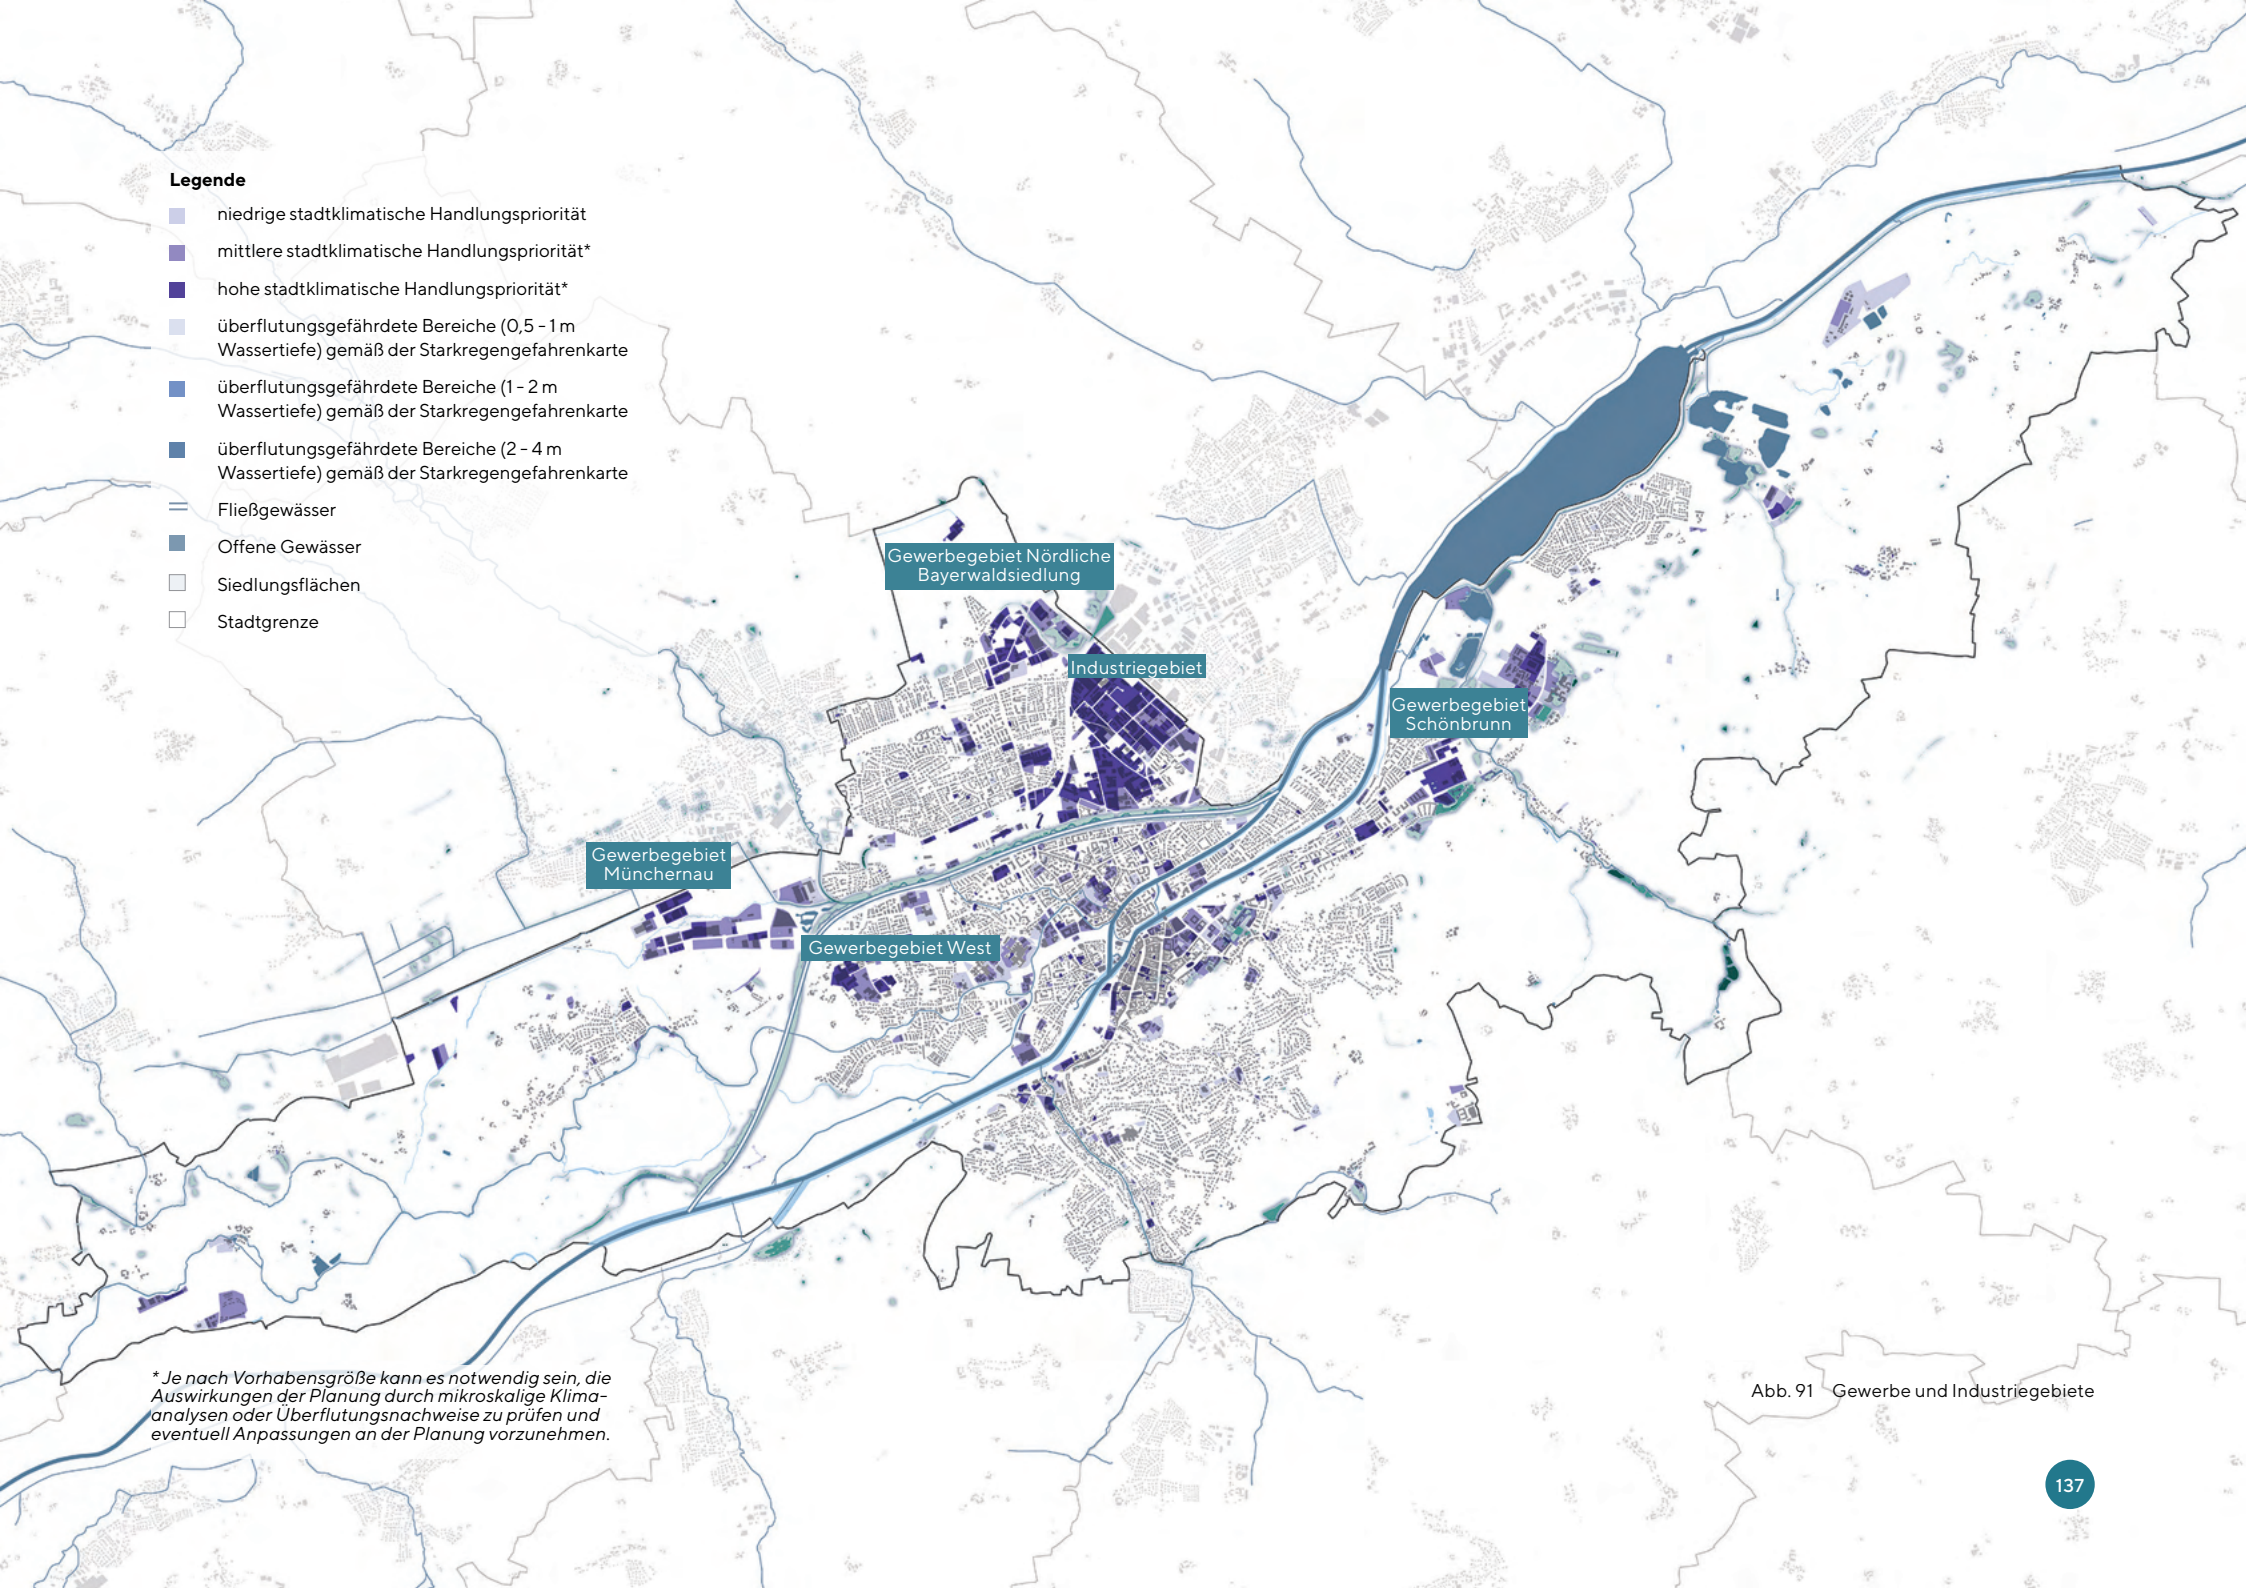 Legende
niedrige stadtklimatische Handlungspriorität
mittlere stadtklimatische Handlungspriorität*
hohe stadtklimatische Handlungspriorität*
überflutungsgefährdete Bereiche (0,5 - 1 m
Wassertiefe) gemäß der Starkregengefahrenkarte
überflutungsgefährdete Bereiche (1 - 2 m
Wassertiefe) gemäß der Starkregengefahrenkarte
überflutungsgefährdete Bereiche (2 - 4 m
Wassertiefe) gemäß der Starkregengefahrenkarte
Fließgewässer
Offene Gewässer
Siedlungsflächen
Stadtgrenze
Gewerbegebiet Nördliche
Bayerwaldsiedlung
Industriegebiet
Gewerbegebiet
Schönbrunn
Gewerbegebiet
Münchernau
Gewerbegebiet West
* Je nach Vorhabensgröße kann es notwendig sein, die
Auswirkungen der Planung durch mikroskalige Klima-
analysen oder Überflutungsnachweise zu prüfen und
eventuell Anpassungen an der Planung vorzunehmen.
Abb. 91 Gewerbe und Industriegebiete
137